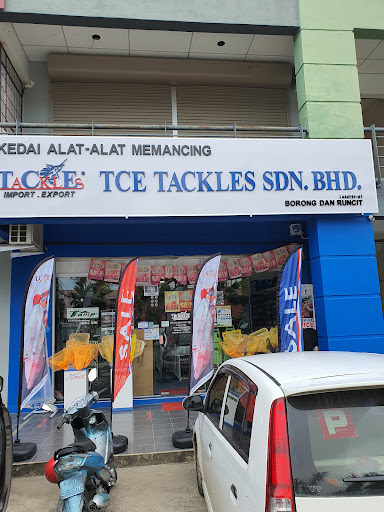 KEDAI ALAT-ALAT MEMANCING
TACKLES
IMPORT . EXPORT
TCE TACKLES SDN. BHD.
BORONG DAN RUNCIT
SALE
SALE
P